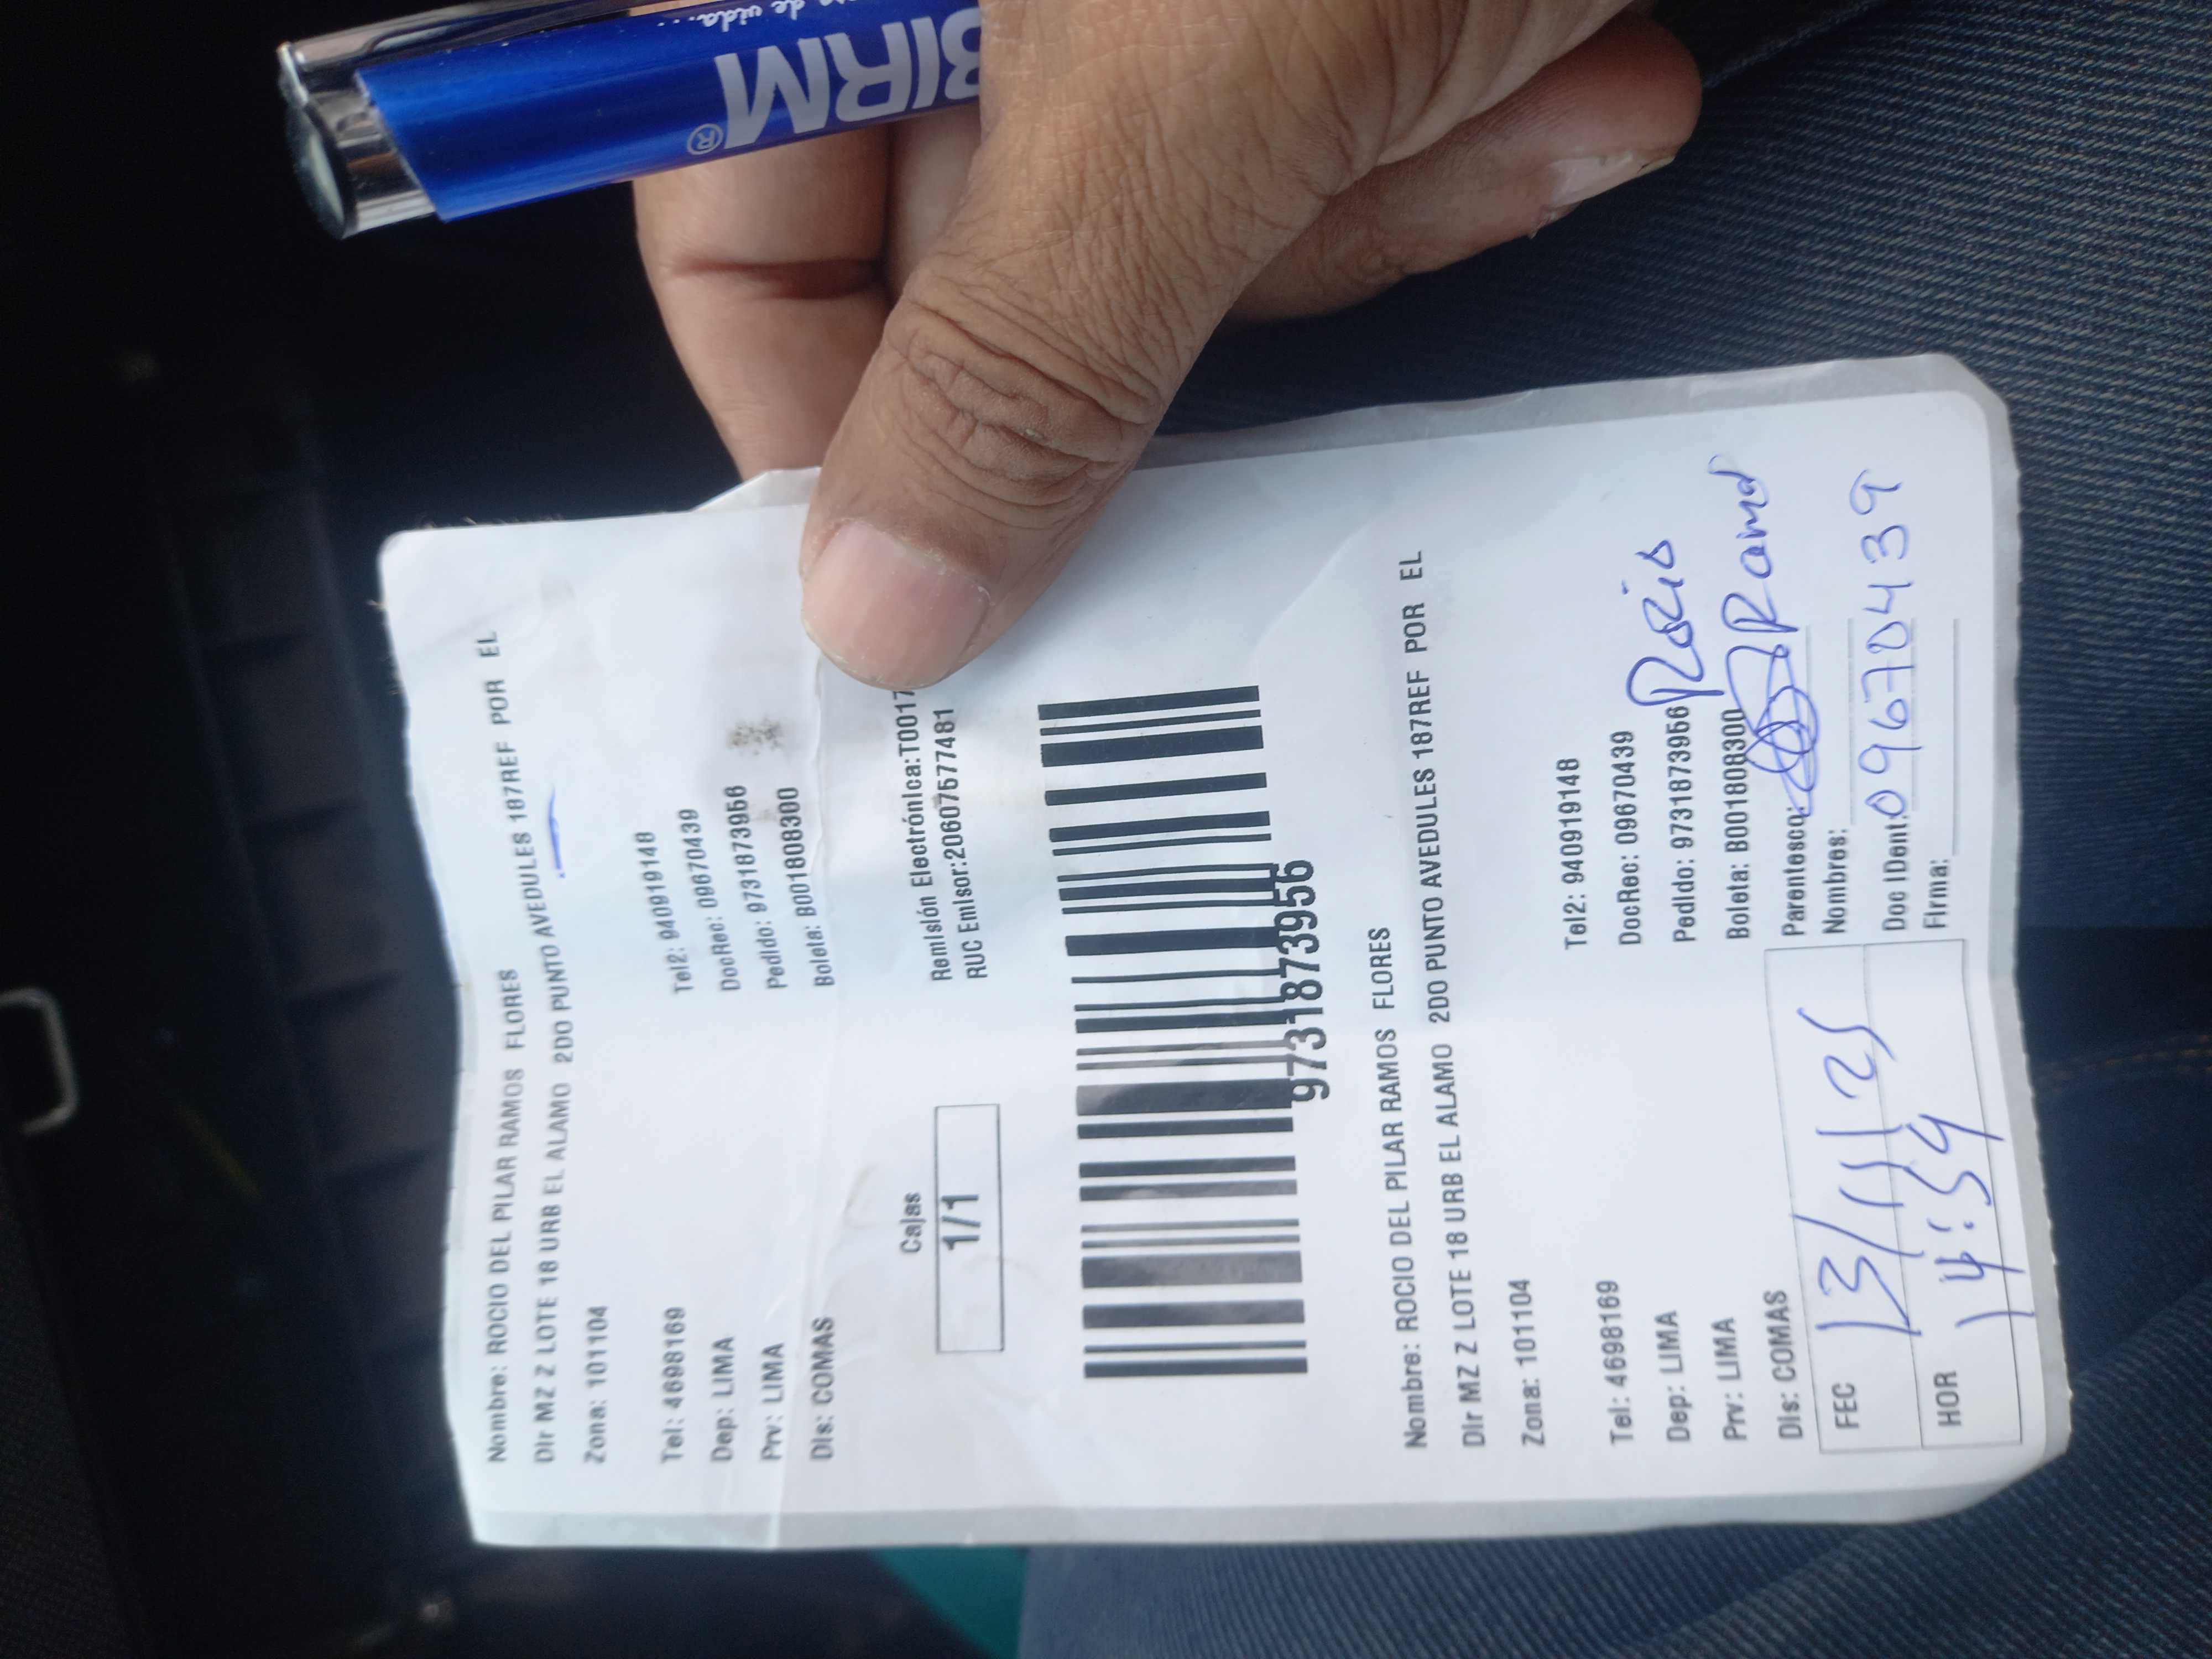 de vida...
BIRM®
Nombre: ROCIO DEL PILAR RAMOS FLORES
Dir MZ Z LOTE 18 URB EL ALAMO 2DO PUNTO AVEDULES 187REF POR EL
Zona: 101104
Tel: 4698169 Tel2: 940919148
Dep: LIMA DocRec: 09670439
Prv: LIMA Pedido: 97318739​56
Dis: COMAS Boleta: B001808300
Cajas
1/1
Remisión Electrónica:T0017
RUC Emisor:20607577481
9731873956
Nombre: ROCIO DEL PILAR RAMOS FLORES
Dir MZ Z LOTE 18 URB EL ALAMO 2DO PUNTO AVEDULES 187REF POR EL
Zona: 101104
Tel: 4698169 Tel2: 940919148
Dep: LIMA DocRec: 09670439
Prv: LIMA Pedido: 9731873956
Dis: COMAS Boleta: B001808300
FEC 13/11/25
HOR 14:54
Parentesco:
Nombres:
Doc IDent: 09670439
Firma: